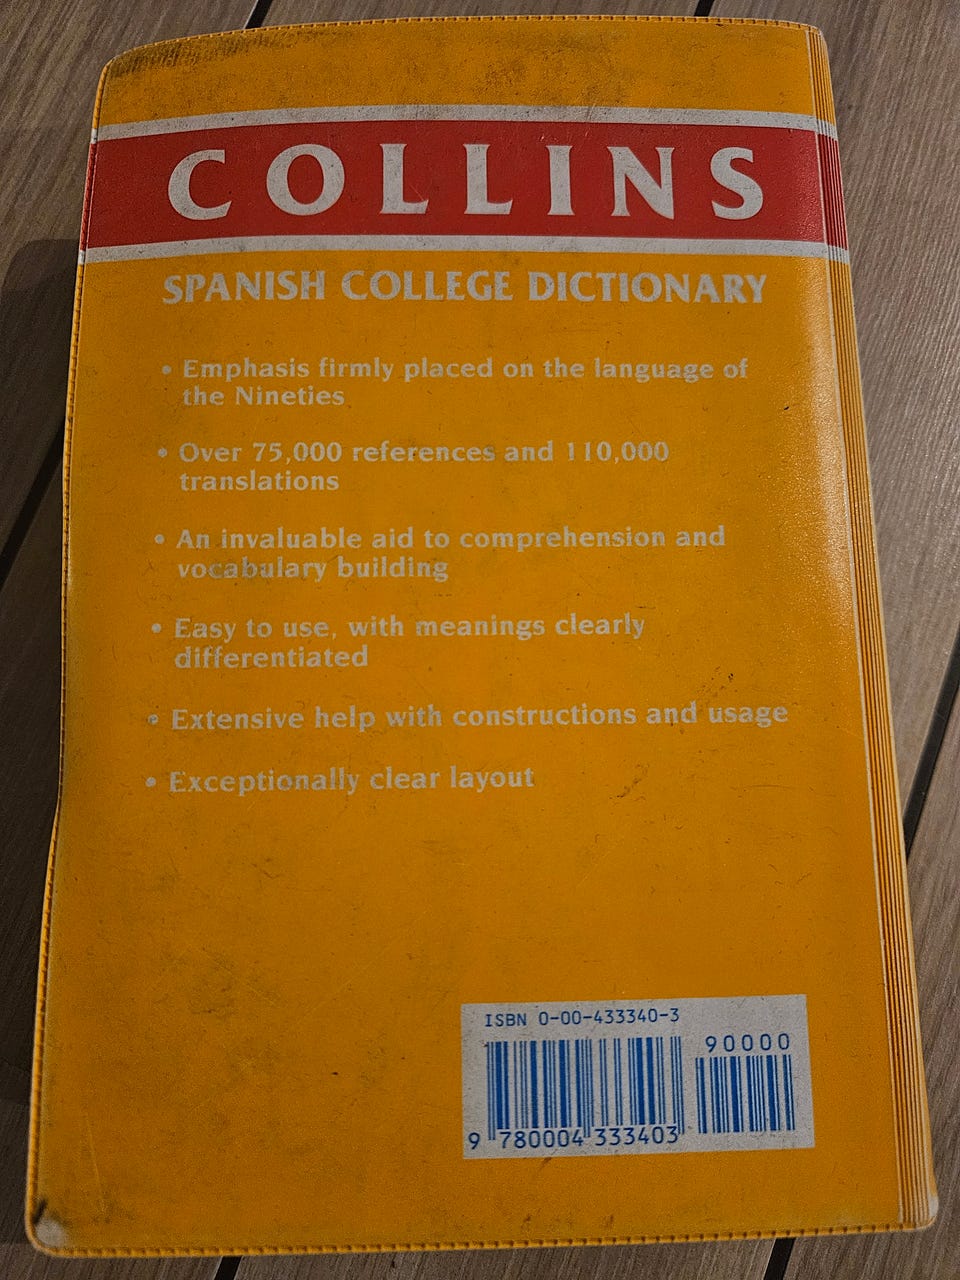 COLLINS
SPANISH COLLEGE DICTIONARY
• Emphasis firmly placed on the language of
the Nineties
• Over 75,000 references and 110,000
translations
• An invaluable aid to comprehension and
vocabulary building
• Easy to use, with meanings clearly
differentiated
• Extensive help with constructions and usage
• Exceptionally clear layout
ISBN 0-00-433340-3
90000
9 780004 333403